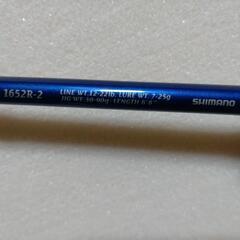 1652R-2
LINE WT. 12-22lb. LURE WT. 7-25g
JIG WT. 30-90g. LENGTH 6'6"
SHIMANO